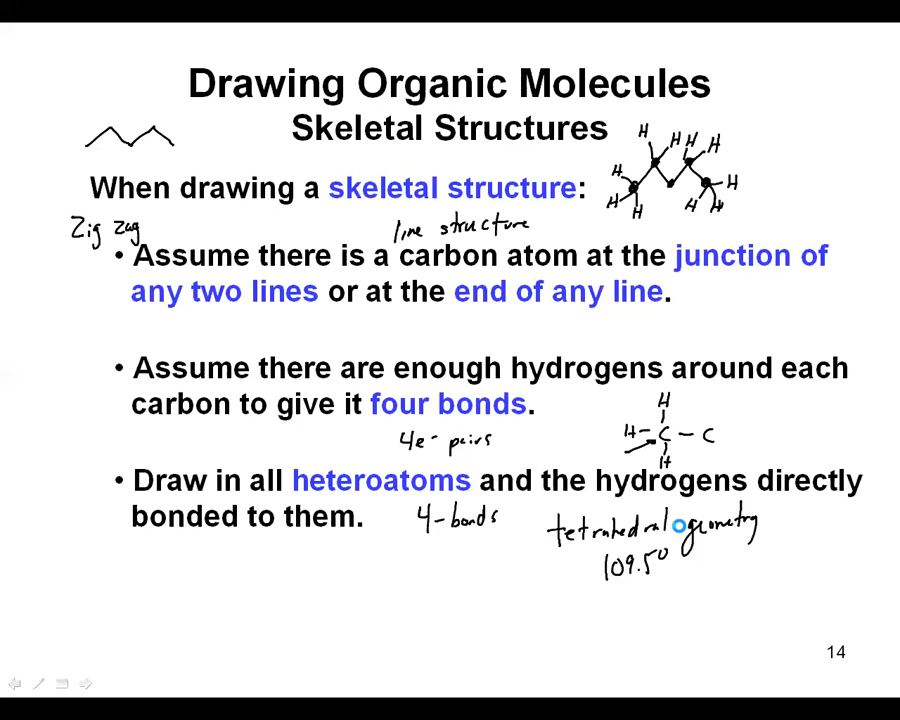 Drawing Organic Molecules
Skeletal Structures
H
H H H
When drawing a skeletal structure:
H
H
H H
H H
Zig zag
line structure
• Assume there is a carbon atom at the junction of
any two lines or at the end of any line.
• Assume there are enough hydrogens around each
carbon to give it four bonds.
H
4e- pairs
H - C - C
H
• Draw in all heteroatoms and the hydrogens directly
bonded to them.
4-bonds
tetrahedral geometry
109.5°
14